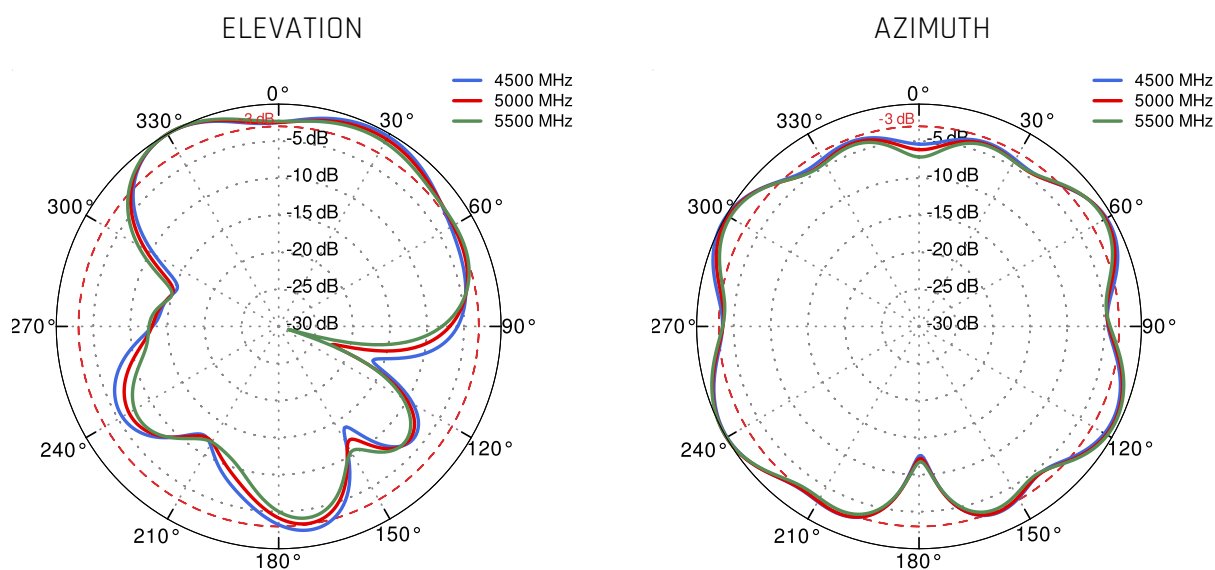 ELEVATION
4500 MHz
5000 MHz
5500 MHz
0°
30°
60°
90°
120°
150°
180°
210°
240°
270°
300°
330°
-3 dB
-5 dB
-10 dB
-15 dB
-20 dB
-25 dB
-30 dB
AZIMUTH
4500 MHz
5000 MHz
5500 MHz
0°
30°
60°
90°
120°
150°
180°
210°
240°
270°
300°
330°
-3 dB
-5 dB
-10 dB
-15 dB
-20 dB
-25 dB
-30 dB